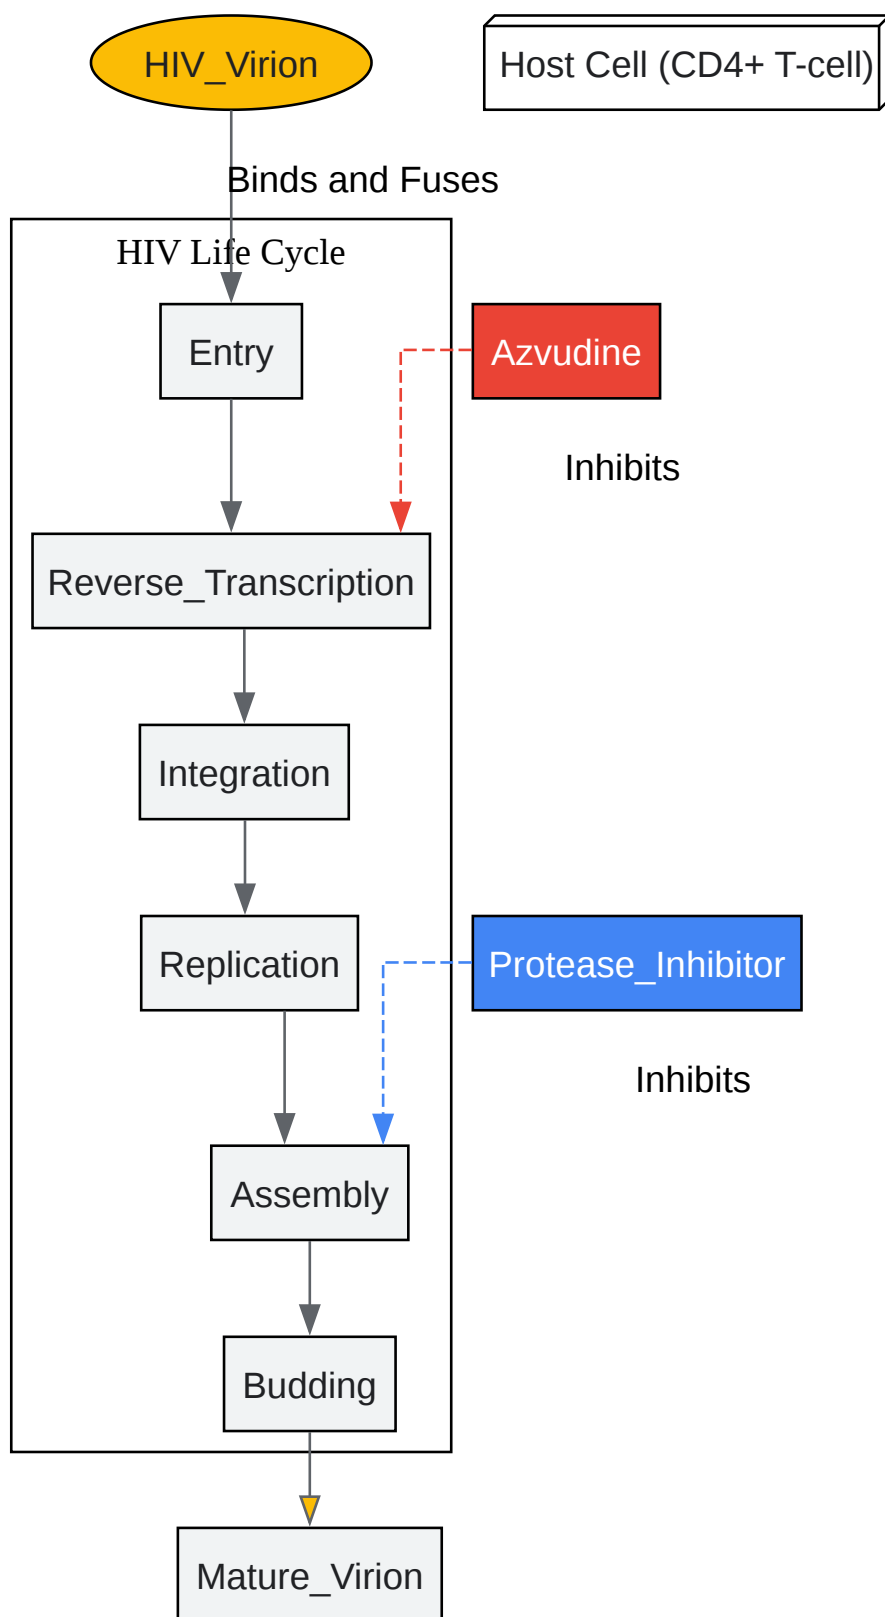 HIV_Virion
Host Cell (CD4+ T-cell)
Binds and Fuses
HIV Life Cycle
Entry
Azvudine
Inhibits
Reverse_Transcription
Integration
Replication
Protease_Inhibitor
Inhibits
Assembly
Budding
Mature_Virion